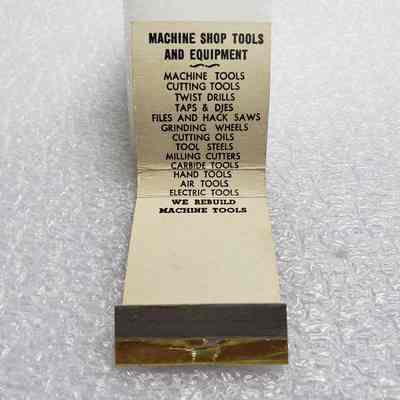 MACHINE SHOP TOOLS
AND EQUIPMENT
MACHINE TOOLS
CUTTING TOOLS
TWIST DRILLS
TAPS & DIES
FILES AND HACK SAWS
GRINDING WHEELS
CUTTING OILS
TOOL STEELS
MILLING CUTTERS
CARBIDE TOOLS
HAND TOOLS
AIR TOOLS
ELECTRIC TOOLS
WE REBUILD
MACHINE TOOLS